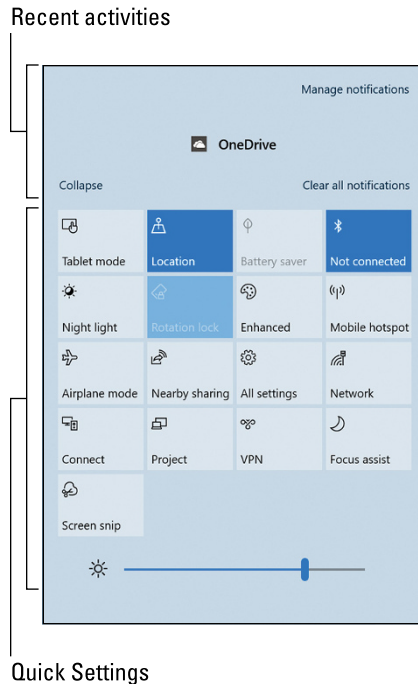 Recent activities
Manage notifications
OneDrive
Collapse Clear all notifications
Tablet mode Location Battery saver Not connected
Night light Rotation lock Enhanced Mobile hotspot
Airplane mode Nearby sharing All settings Network
Connect Project VPN Focus assist
Screen snip
Quick Settings